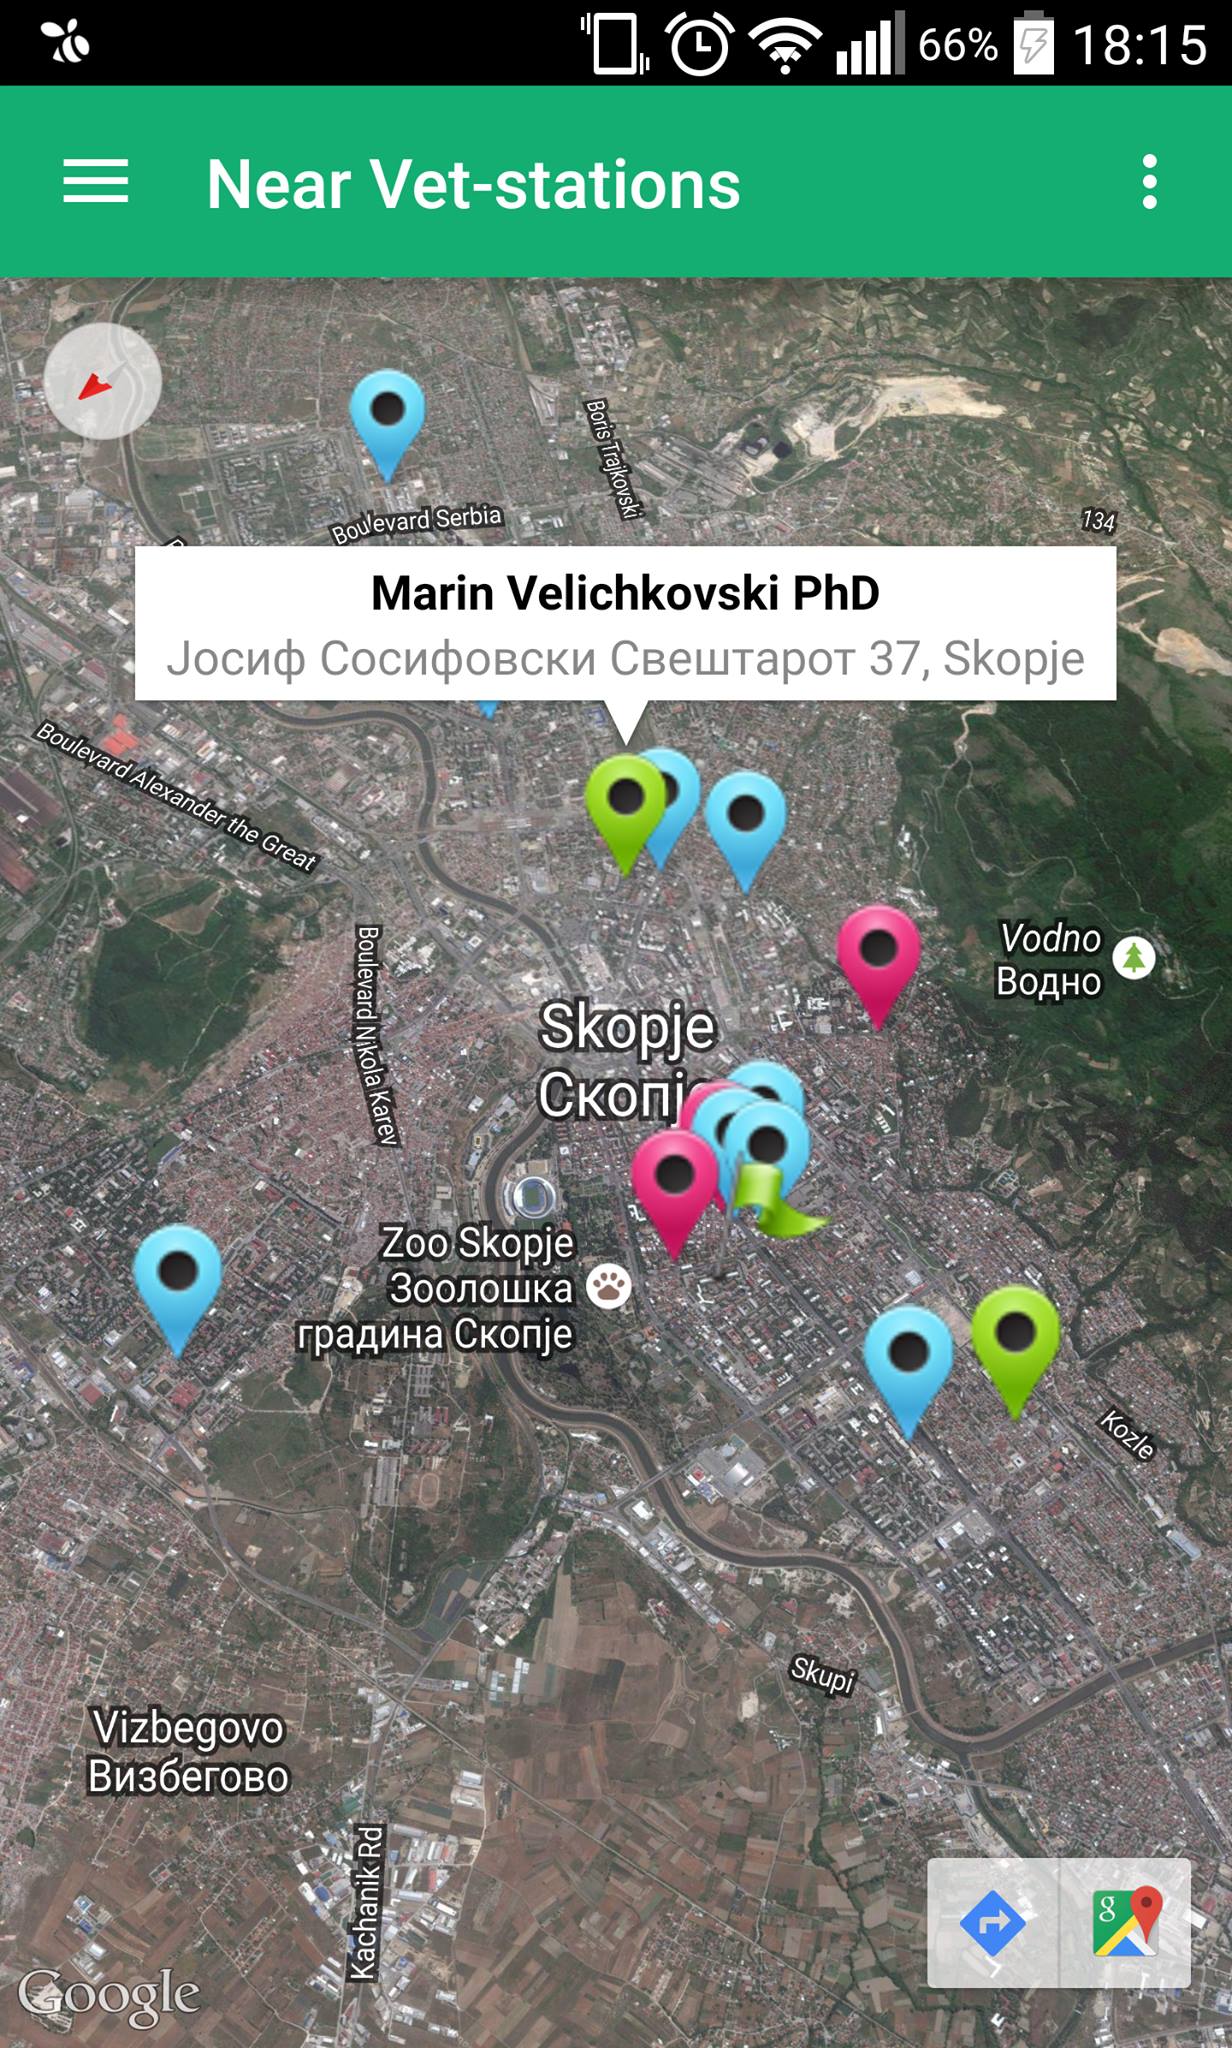 66% 18:15
Near Vet-stations
Boris Trajkovski
Boulevard Serbia
134
Marin Velichkovski PhD
Јосиф Сосифовски Свештарот 37, Skopje
Boulevard Alexander the Great
Boulevard Nikola Karev
Vodno
Водно
Skopje
Zoo Skopje
Зоолошка
градина Скопје
Kozle
Skupi
Vizbegovo
Визбегово
Kachanik Rd
g
Google